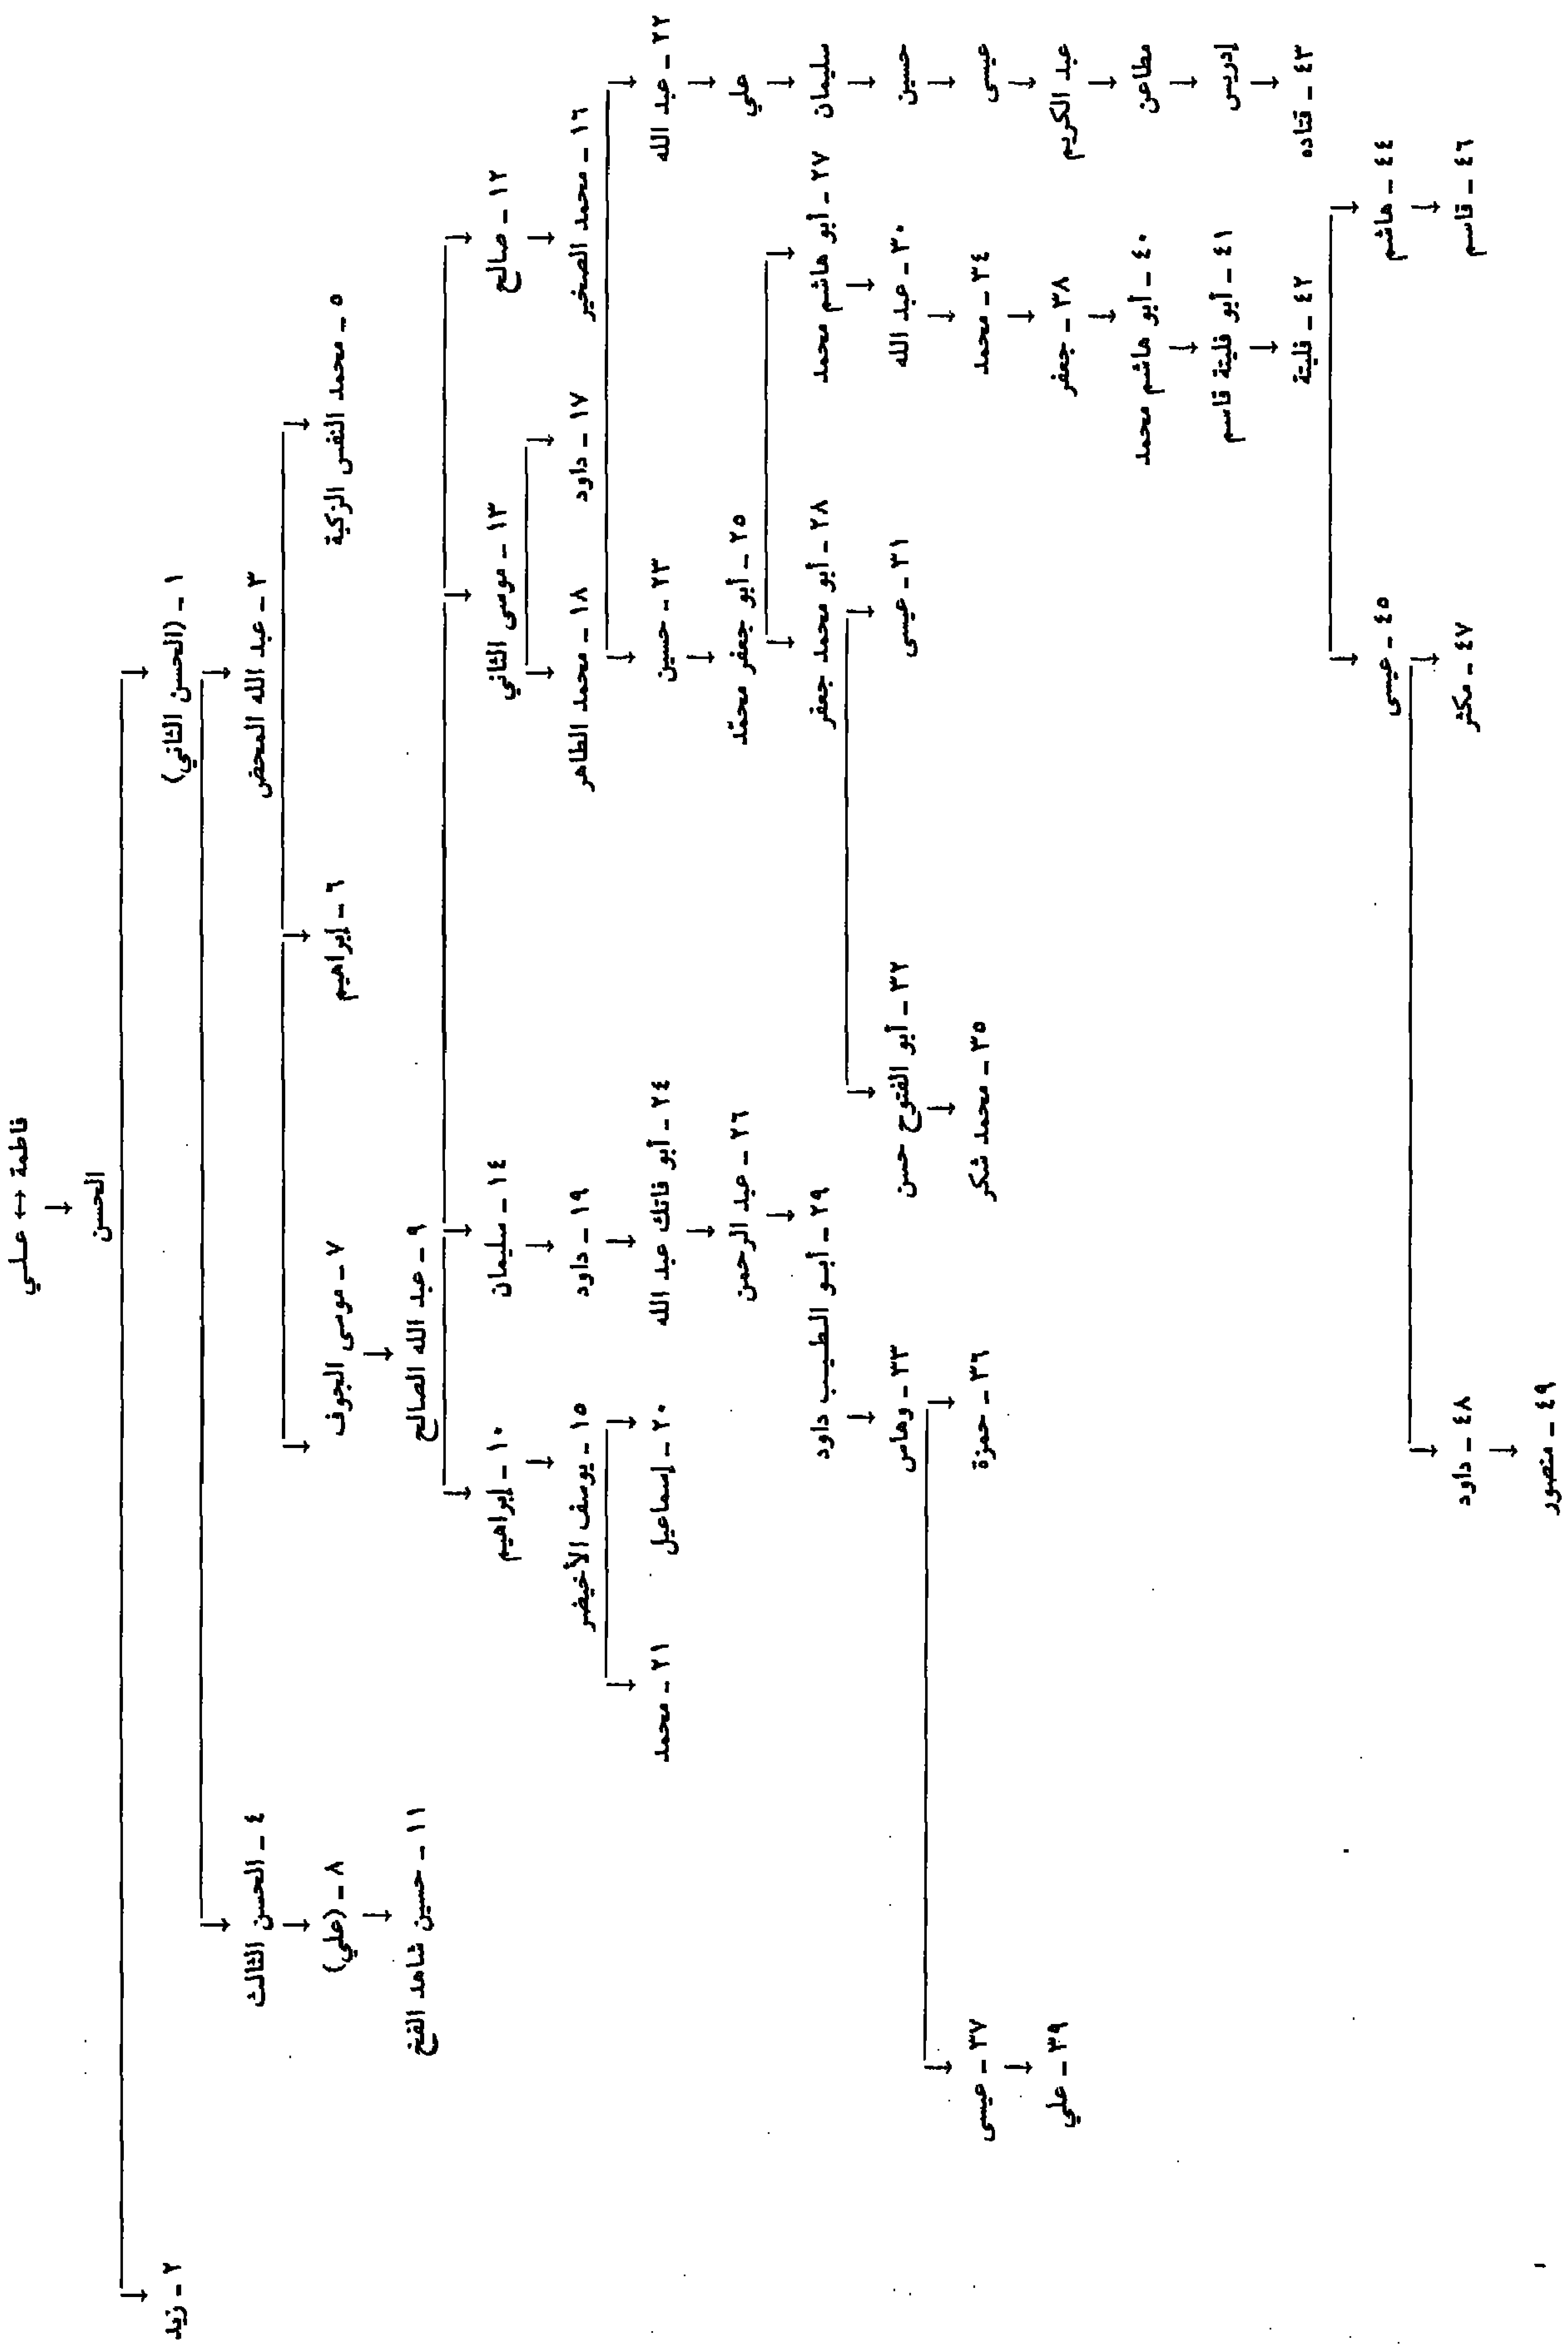 فاطمة ↔ علي
الحسن
١ - (الحسن الثاني)
٢ - زيد
٣ - عبد الله المحض
٤ - الحسن الثالث
٥ - محمد النفس الزكية
٦ - إبراهيم
٧ - موسى الجوف
٨ - (علي)
٩ - عبد الله الصالح
١١ - حسين شاهد الفخ
١٢ - صالح
١٣ - موسى الثاني
١٤ - سليمان
١٠ - إبراهيم
١٦ - محمد الصخير
١٧ - داود
١٨ - محمد الطاهر
١٩ - داود
١٥ - يوسف الأخيضر
٢٢ - عبد الله
٢٣ - حسين
٢٤ - أبو فاتك عبد الله
٢٠ - إسماعيل
٢١ - محمد
علي
٢٥ - أبو جعفر محمّد
٢٦ - عبد الرحمن
سليمان
٢٧ - أبو هاشم محمد
٢٨ - أبو محمد جعفر
٢٩ - أبو الطيب داود
حسين
٣٠ - عبد الله
٣١ - عيسى
٣٢ - أبو الفتوح حسن
٣٣ - وهاس
عيسى
٣٤ - محمد
٣٥ - محمد شكر
٣٦ - حمزة
٣٧ - عيسى
عبد الكريم
٣٨ - جعفر
٣٩ - علي
مطاعن
٤٠ - أبو هاشم محمد
إدريس
٤١ - أبو فليتة قاسم
٤٣ - قتاده
٤٢ - فليتة
٤٤ - هاشم
٤٥ - عيسى
٤٦ - قاسم
٤٧ - مكثر
٤٨ - داود
٤٩ - منصور